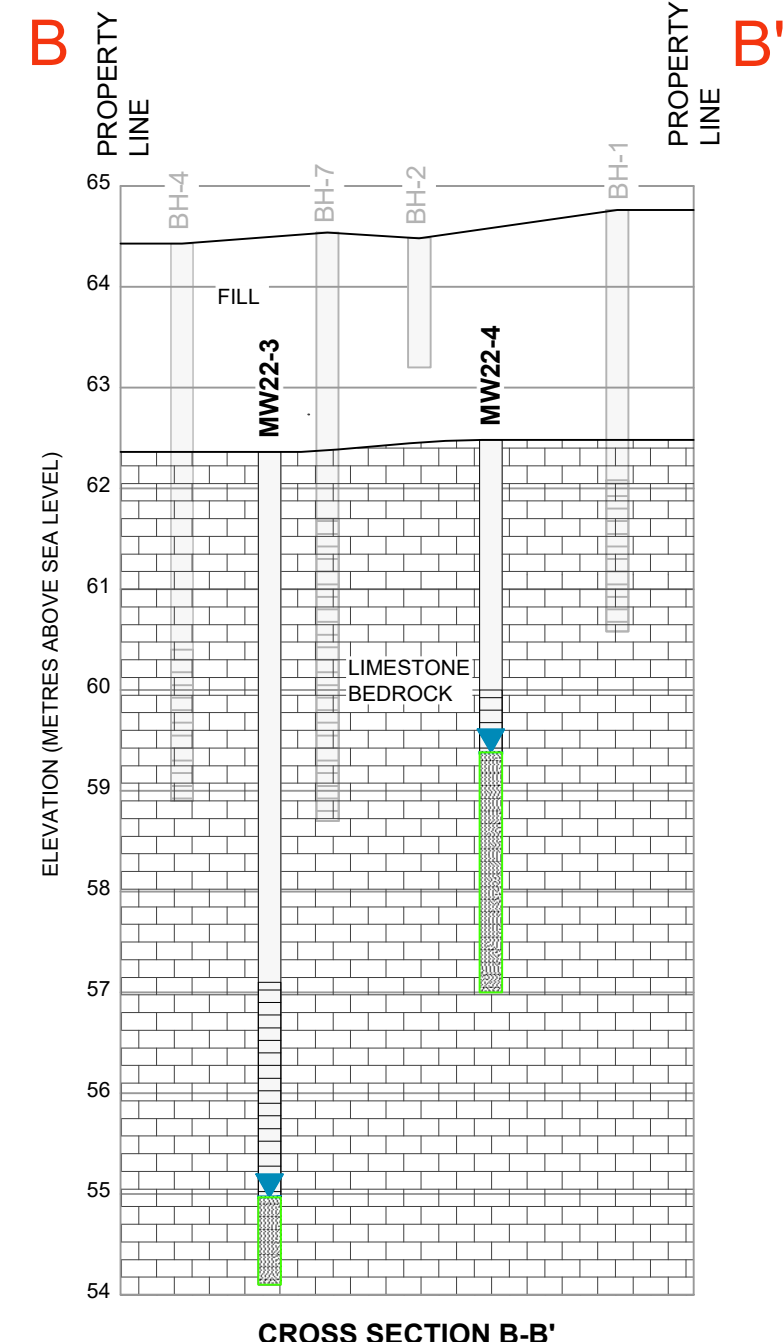 B
PROPERTY
LINE
PROPERTY
LINE
B'
BH-4
BH-7
BH-2
BH-1
65
64
FILL
63
MW22-3
MW22-4
62
61
LIMESTONE
BEDROCK
60
59
58
57
56
55
54
ELEVATION (METRES ABOVE SEA LEVEL)
CROSS SECTION B-B'